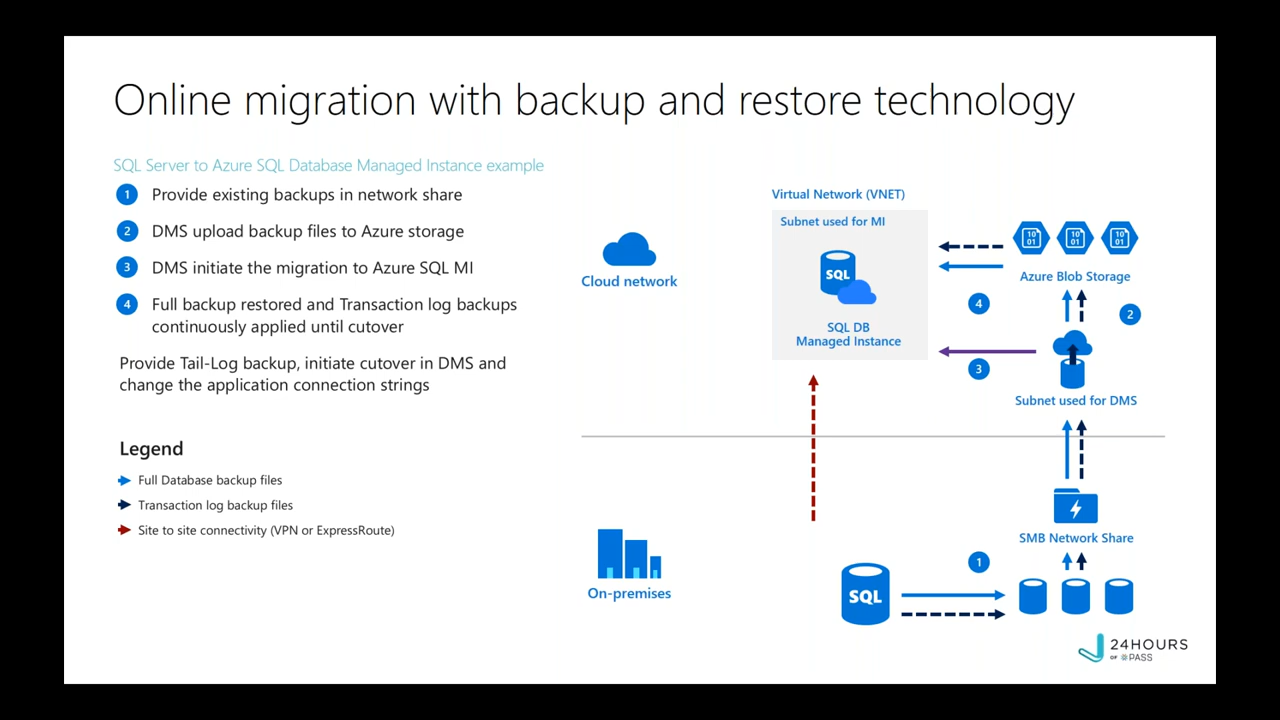 Online migration with backup and restore technology
SQL Server to Azure SQL Database Managed Instance example
1 Provide existing backups in network share
2 DMS upload backup files to Azure storage
3 DMS initiate the migration to Azure SQL MI
4 Full backup restored and Transaction log backups
continuously applied until cutover
Provide Tail-Log backup, initiate cutover in DMS and
change the application connection strings
Legend
Full Database backup files
Transaction log backup files
Site to site connectivity (VPN or ExpressRoute)
Cloud network
On-premises
Virtual Network (VNET)
Subnet used for MI
SQL
SQL DB
Managed Instance
10
01
10
01
10
01
Azure Blob Storage
4
2
3
Subnet used for DMS
SMB Network Share
1
SQL
24HOURS
OF PASS